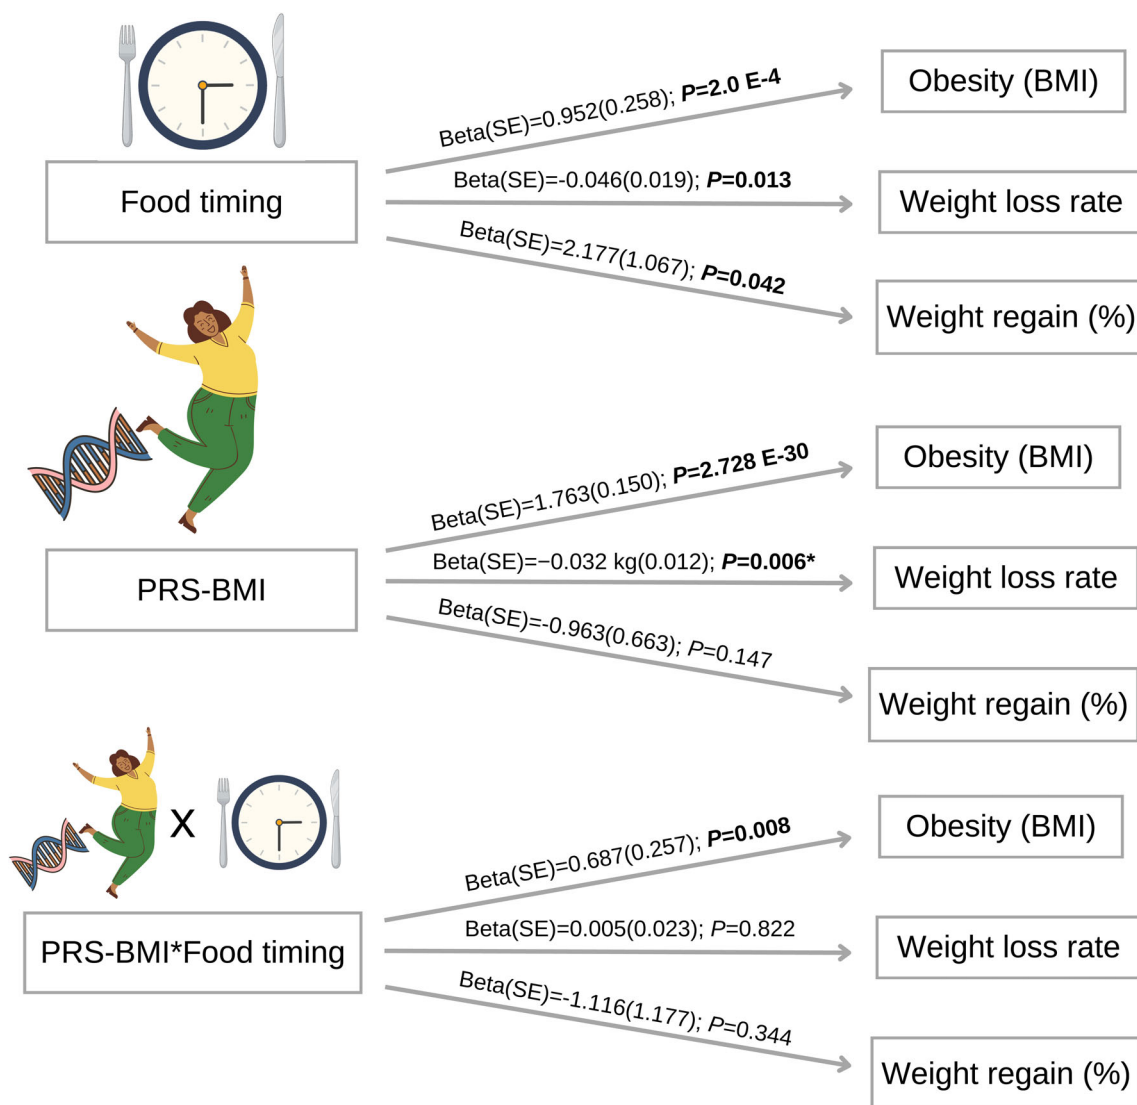 Food timing
Beta(SE)=0.952(0.258); P=2.0 E-4
Obesity (BMI)
Beta(SE)=-0.046(0.019); P=0.013
Weight loss rate
Beta(SE)=2.177(1.067); P=0.042
Weight regain (%)
PRS-BMI
Beta(SE)=1.763(0.150); P=2.728 E-30
Obesity (BMI)
Beta(SE)=−0.032 kg(0.012); P=0.006*
Weight loss rate
Beta(SE)=-0.963(0.663); P=0.147
Weight regain (%)
X
PRS-BMI*Food timing
Beta(SE)=0.687(0.257); P=0.008
Obesity (BMI)
Beta(SE)=0.005(0.023); P=0.822
Weight loss rate
Beta(SE)=-1.116(1.177); P=0.344
Weight regain (%)